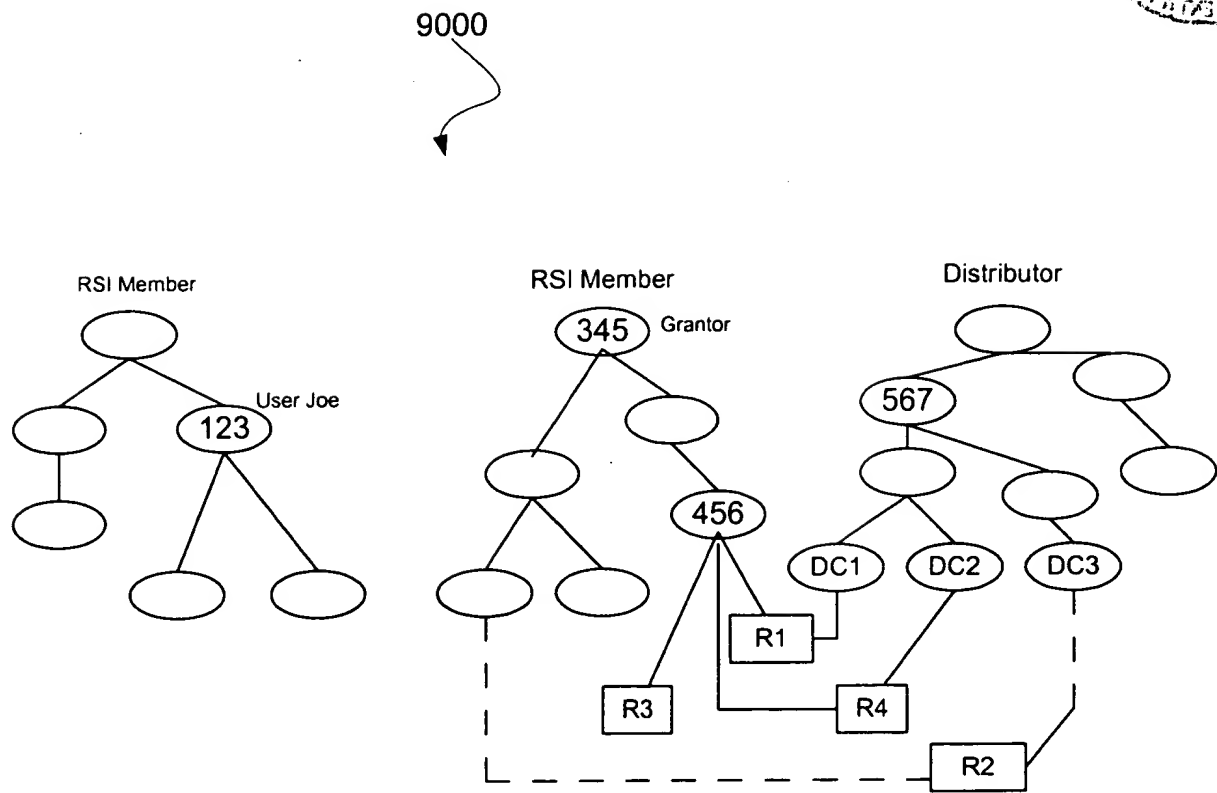 9000
RSI Member
RSI Member
Distributor
345
Grantor
User Joe
123
567
456
DC1
DC2
DC3
R1
R3
R4
R2